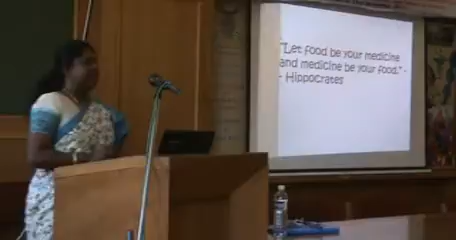 "Let food be your medicine
and medicine be your food." -
- Hippocrates